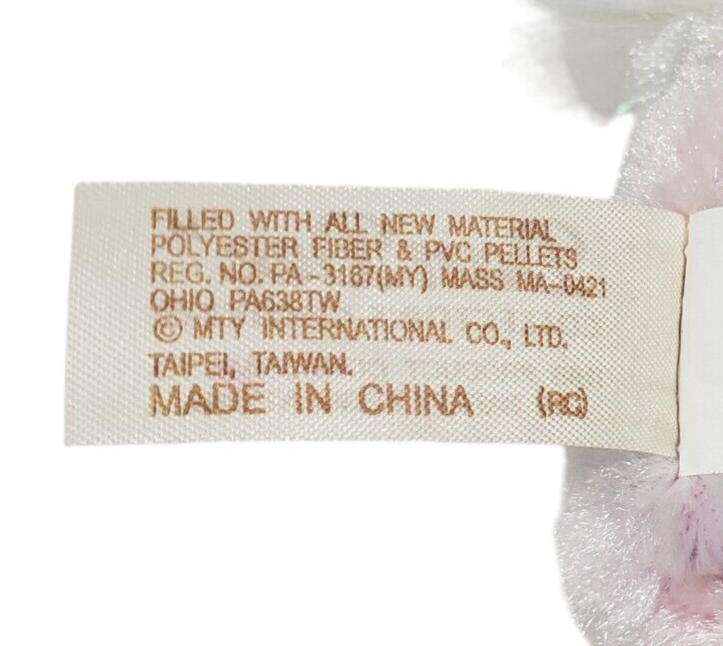 FILLED WITH ALL NEW MATERIAL
POLYESTER FIBER & PVC PELLETS
REG. NO. PA-3167(MY) MASS MA-0421
OHIO PA638TW
© MTY INTERNATIONAL CO., LTD.
TAIPEI, TAIWAN.
MADE IN CHINA (RC)